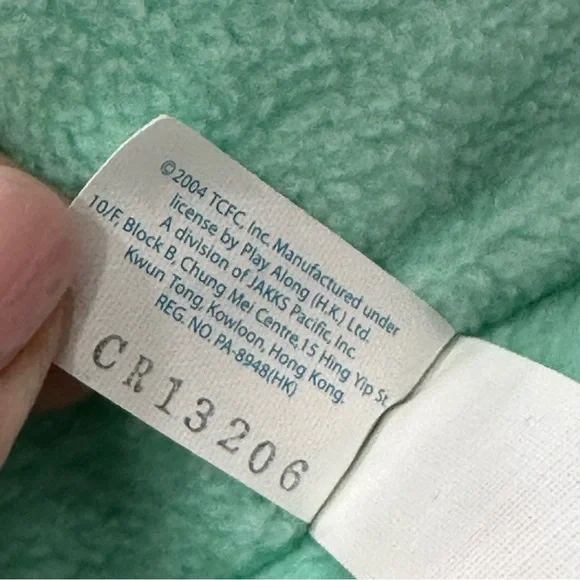 ©2004 TCFC, Inc. Manufactured under
license by Play Along (H.K.) Ltd.
A division of JAKKS Pacific, Inc.
10/F, Block B, Chung Mei Centre, 15 Hing Yip St.
Kwun Tong, Kowloon, Hong Kong.
REG. NO. PA-8948(HK)
CR13206